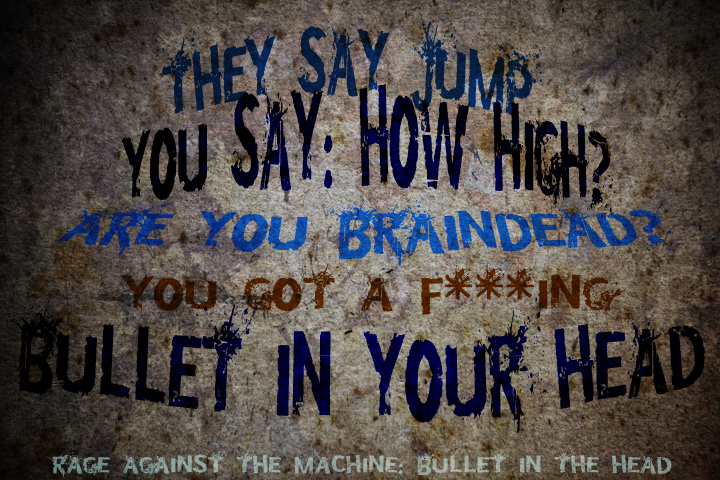 They say jump
You say: How high?
Are you braindead?
You got a f***ing
Bullet in your head
Rage Against the Machine: Bullet in the Head